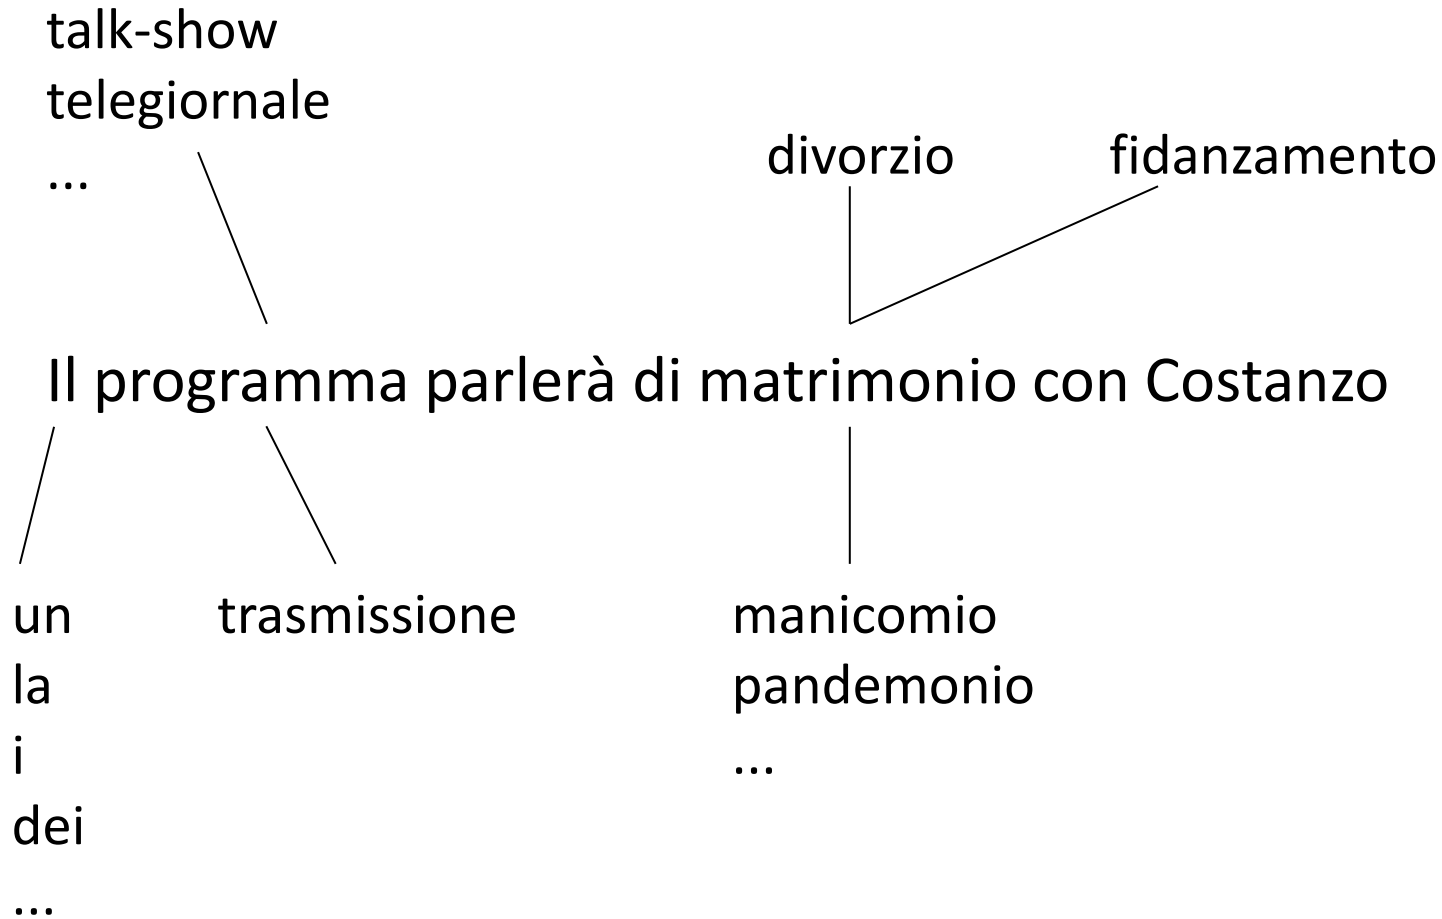 talk-show
telegiornale
...
divorzio fidanzamento
Il programma parlerà di matrimonio con Costanzo
un trasmissione manicomio
la pandemonio
i ...
dei
...